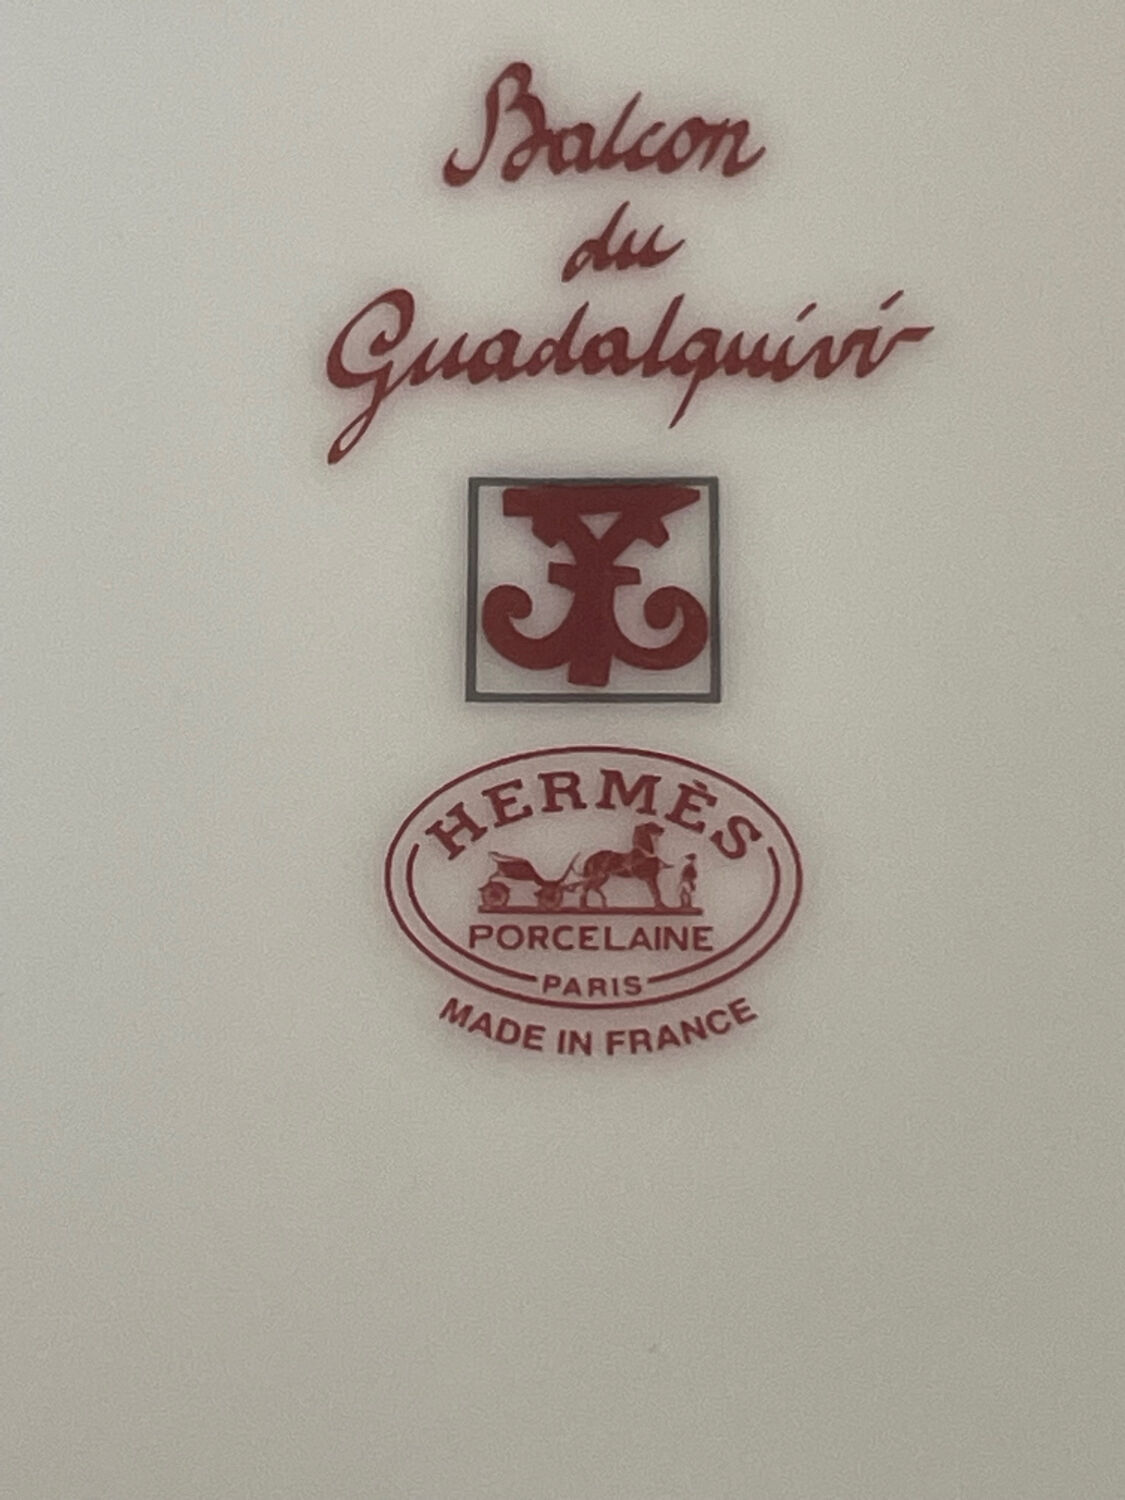 Balcon
du
Guadalquivir
HERMÈS
PORCELAINE
PARIS
MADE IN FRANCE